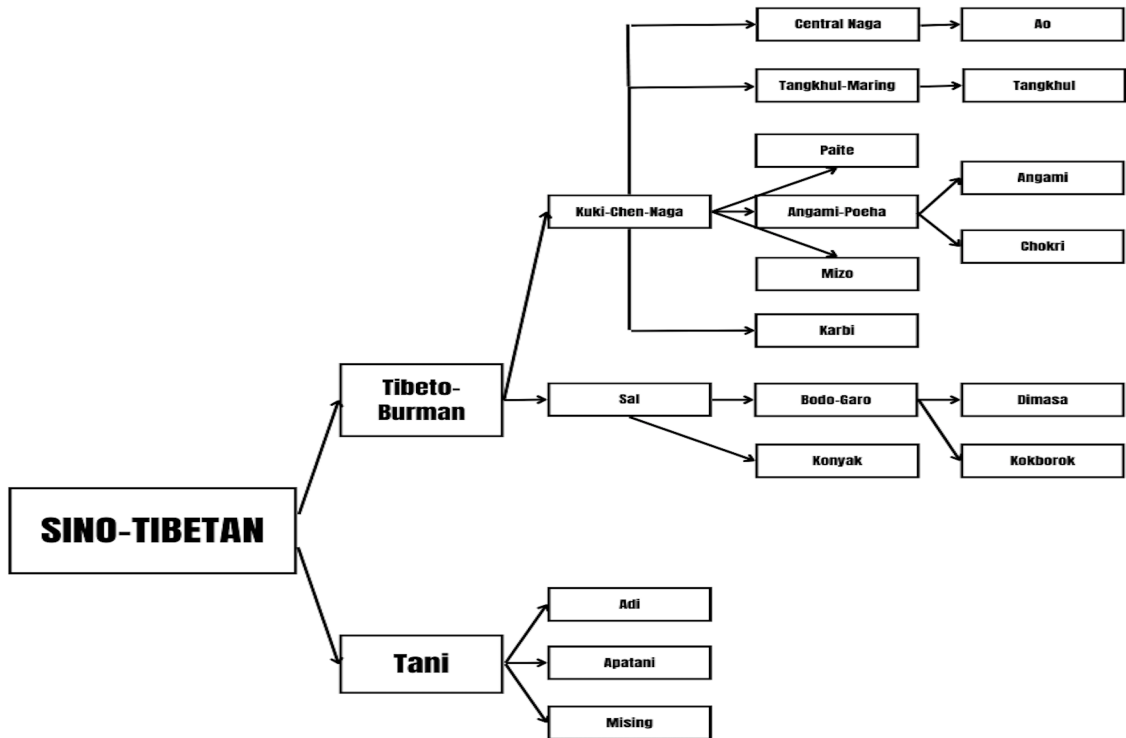 Central Naga
Ao
Tangkhul-Maring
Tangkhul
Paite
Angami
Kuki-Chen-Naga
Angami-Poeha
Chokri
Mizo
Karbi
Tibeto-
Burman
Sal
Bodo-Garo
Dimasa
Konyak
Kokborok
SINO-TIBETAN
Adi
Tani
Apatani
Mising